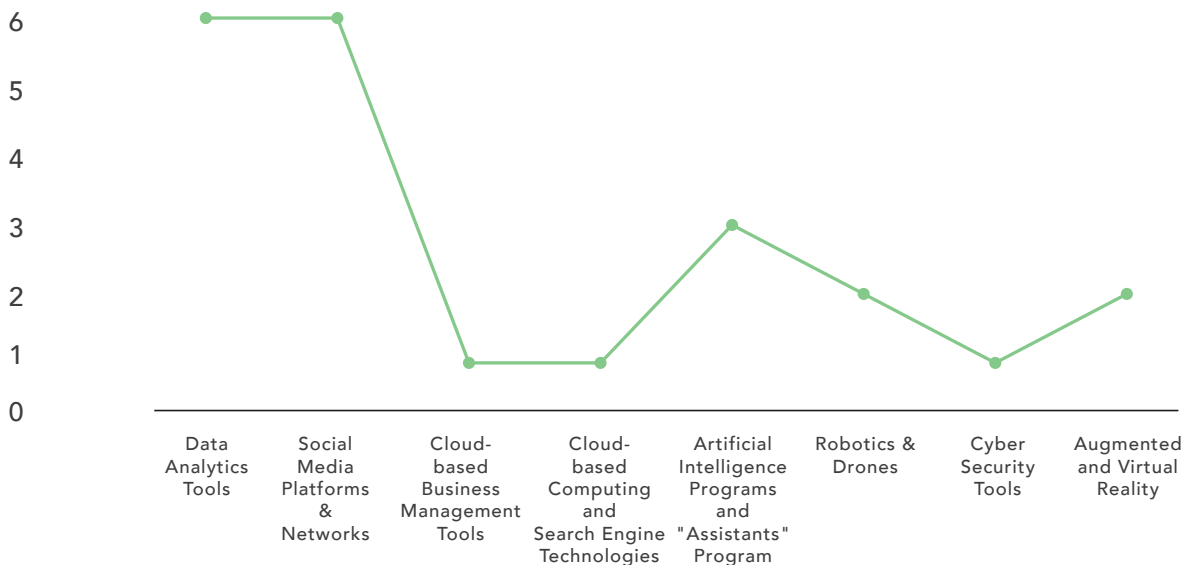 6
5
4
3
2
1
0
Data
Analytics
Tools
Social
Media
Platforms
&
Networks
Cloud-
based
Business
Management
Tools
Cloud-
based
Computing
and
Search Engine
Technologies
Artificial
Intelligence
Programs
and
"Assistants"
Program
Robotics &
Drones
Cyber
Security
Tools
Augmented
and Virtual
Reality